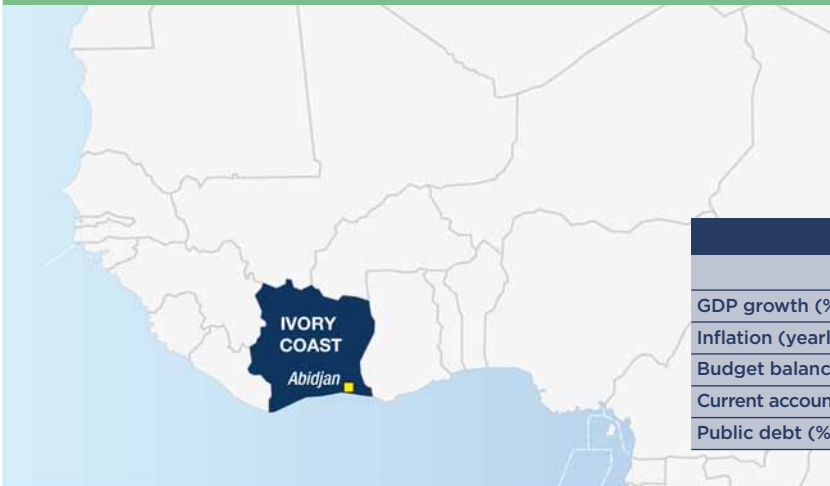 IVORY
COAST
Abidjan
GDP growth (%
Inflation (yearl
Budget balanc
Current accoun
Public debt (%